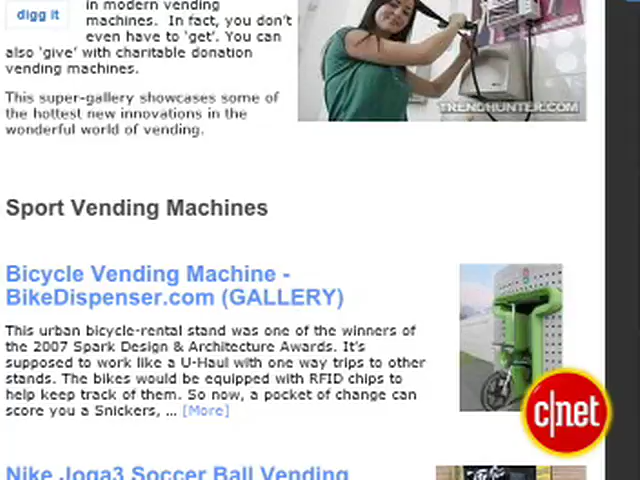 in modern vending
digg it
machines. In fact, you don't
even have to 'get'. You can
also 'give' with charitable donation
vending machines.
TRENDHUNTER.COM
This super-gallery showcases some of
the hottest new innovations in the
wonderful world of vending.
Sport Vending Machines
Bicycle Vending Machine -
BikeDispenser.com (GALLERY)
This urban bicycle-rental stand was one of the winners of
the 2007 Spark Design & Architecture Awards. It's
supposed to work like a U-Haul with one way trips to other
stands. The bikes would be equipped with RFID chips to
help keep track of them. So now, a pocket of change can
score you a Snickers, ... [More]
c|net
Nike Joga3 Soccer Ball Vending